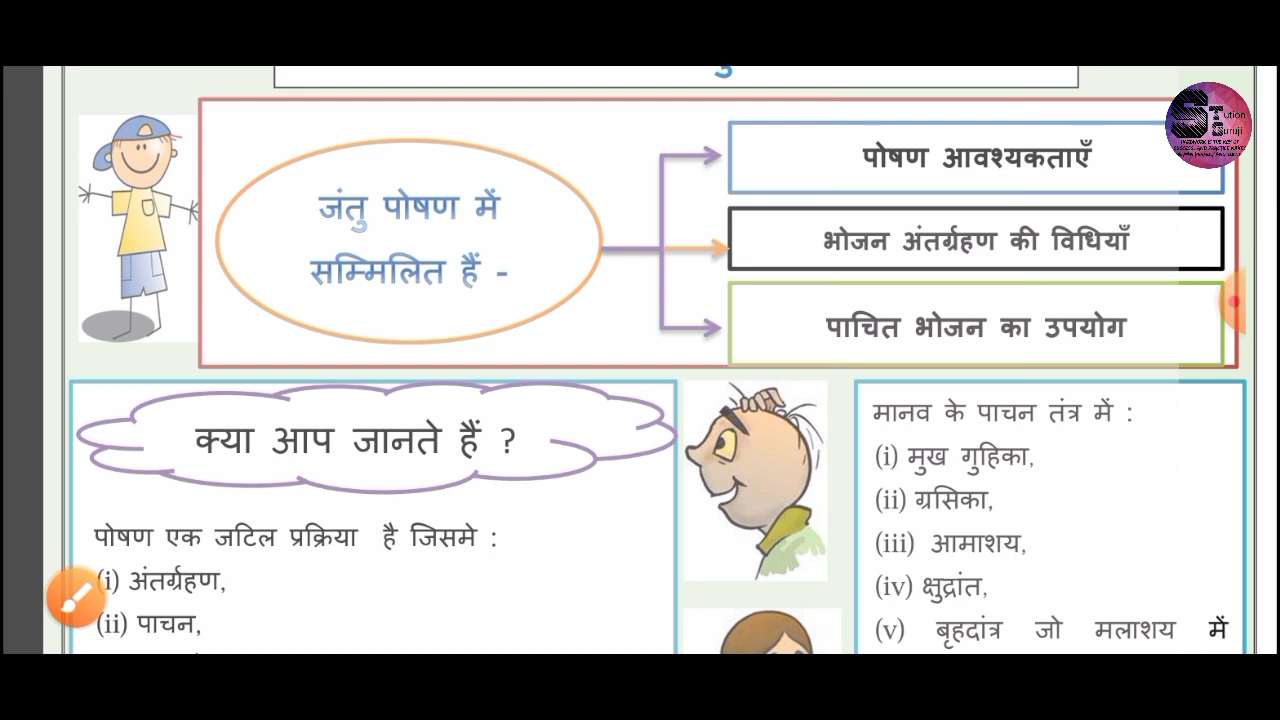 जंतु पोषण में
सम्मिलित हैं -
पोषण आवश्यकताएँ
भोजन अंतर्ग्रहण की विधियाँ
पाचित भोजन का उपयोग
क्या आप जानते हैं ?
पोषण एक जटिल प्रक्रिया है जिसमे :
(i) अंतर्ग्रहण,
(ii) पाचन,
मानव के पाचन तंत्र में :
(i) मुख गुहिका,
(ii) ग्रसिका,
(iii) आमाशय,
(iv) क्षुद्रांत,
(v) बृहदांत्र जो मलाशय में